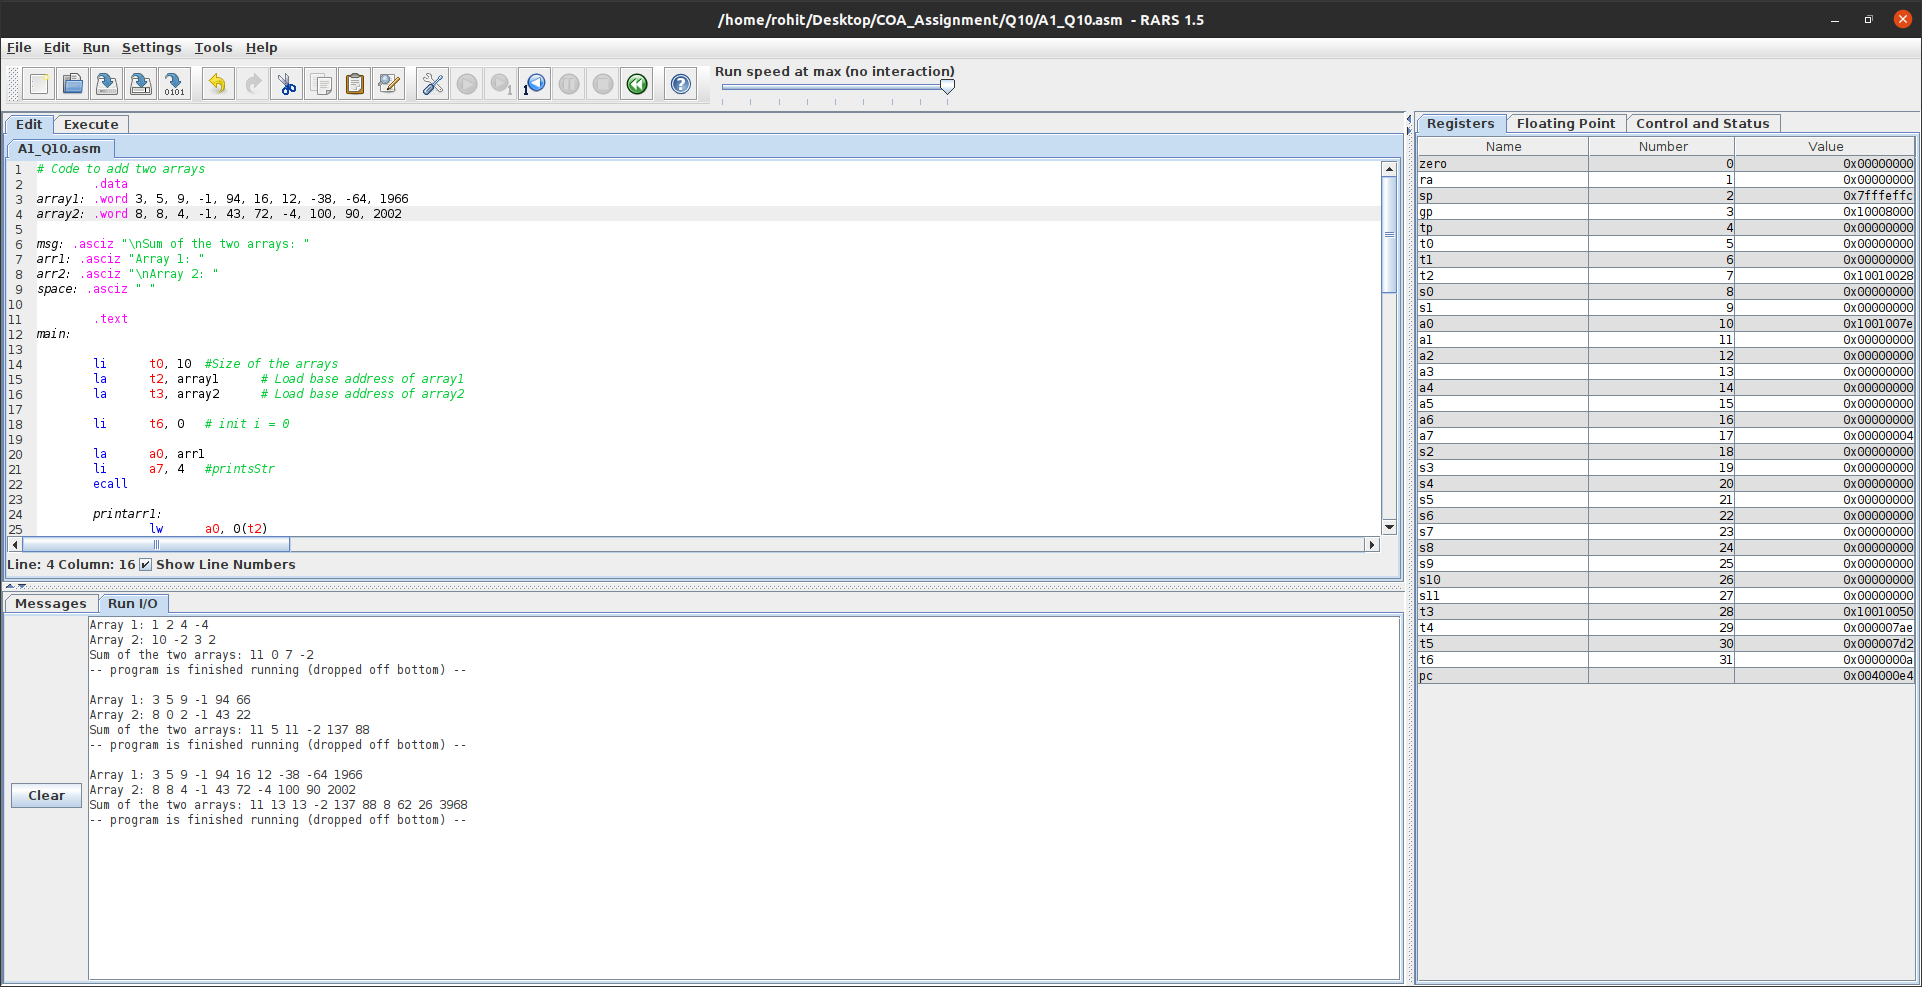 /home/rohit/Desktop/COA_Assignment/Q10/A1_Q10.asm - RARS 1.5
File Edit Run Settings Tools Help
Run speed at max (no interaction)
Edit Execute
A1_Q10.asm
1 # Code to add two arrays
2 .data
3 array1: .word 3, 5, 9, -1, 94, 16, 12, -38, -64, 1966
4 array2: .word 8, 8, 4, -1, 43, 72, -4, 100, 90, 2002
5
6 msg: .asciz "\nSum of the two arrays: "
7 arr1: .asciz "Array 1: "
8 arr2: .asciz "\nArray 2: "
9 space: .asciz " "
10
11 .text
12 main:
13
14 li t0, 10 #Size of the arrays
15 la t2, array1 # Load base address of array1
16 la t3, array2 # Load base address of array2
17
18 li t6, 0 # init i = 0
19
20 la a0, arr1
21 li a7, 4 #printsStr
22 ecall
23
24 printarr1:
25 lw a0, 0(t2)
Line: 4 Column: 16 Show Line Numbers
Messages Run I/O
Clear
Array 1: 1 2 4 -4
Array 2: 10 -2 3 2
Sum of the two arrays: 11 0 7 -2
-- program is finished running (dropped off bottom) --
Array 1: 3 5 9 -1 94 66
Array 2: 8 0 2 -1 43 22
Sum of the two arrays: 11 5 11 -2 137 88
-- program is finished running (dropped off bottom) --
Array 1: 3 5 9 -1 94 16 12 -38 -64 1966
Array 2: 8 8 4 -1 43 72 -4 100 90 2002
Sum of the two arrays: 11 13 13 -2 137 88 8 62 26 3968
-- program is finished running (dropped off bottom) --
Registers Floating Point Control and Status
Name Number Value
zero 0 0x00000000
ra 1 0x00000000
sp 2 0x7fffeffc
gp 3 0x10008000
tp 4 0x00000000
t0 5 0x00000000
t1 6 0x00000000
t2 7 0x10010028
s0 8 0x00000000
s1 9 0x00000000
a0 10 0x1001007e
a1 11 0x00000000
a2 12 0x00000000
a3 13 0x00000000
a4 14 0x00000000
a5 15 0x00000000
a6 16 0x00000000
a7 17 0x00000004
s2 18 0x00000000
s3 19 0x00000000
s4 20 0x00000000
s5 21 0x00000000
s6 22 0x00000000
s7 23 0x00000000
s8 24 0x00000000
s9 25 0x00000000
s10 26 0x00000000
s11 27 0x00000000
t3 28 0x10010050
t4 29 0x000007ae
t5 30 0x000007d2
t6 31 0x0000000a
pc 0x004000e4